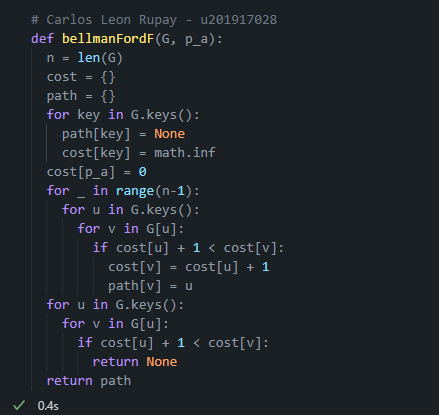 # Carlos Leon Rupay - u201917028
def bellmanFordF(G, p_a):
  n = len(G)
  cost = {}
  path = {}
  for key in G.keys():
    path[key] = None
    cost[key] = math.inf
  cost[p_a] = 0
  for _ in range(n-1):
    for u in G.keys():
      for v in G[u]:
        if cost[u] + 1 < cost[v]:
          cost[v] = cost[u] + 1
          path[v] = u
  for u in G.keys():
    for v in G[u]:
      if cost[u] + 1 < cost[v]:
        return None
  return path
✓ 0.4s